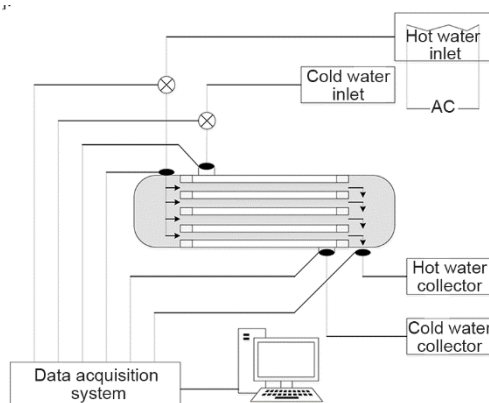 Hot water
inlet
Cold water
inlet
AC
Hot water
collector
Cold water
collector
Data acquisition
system